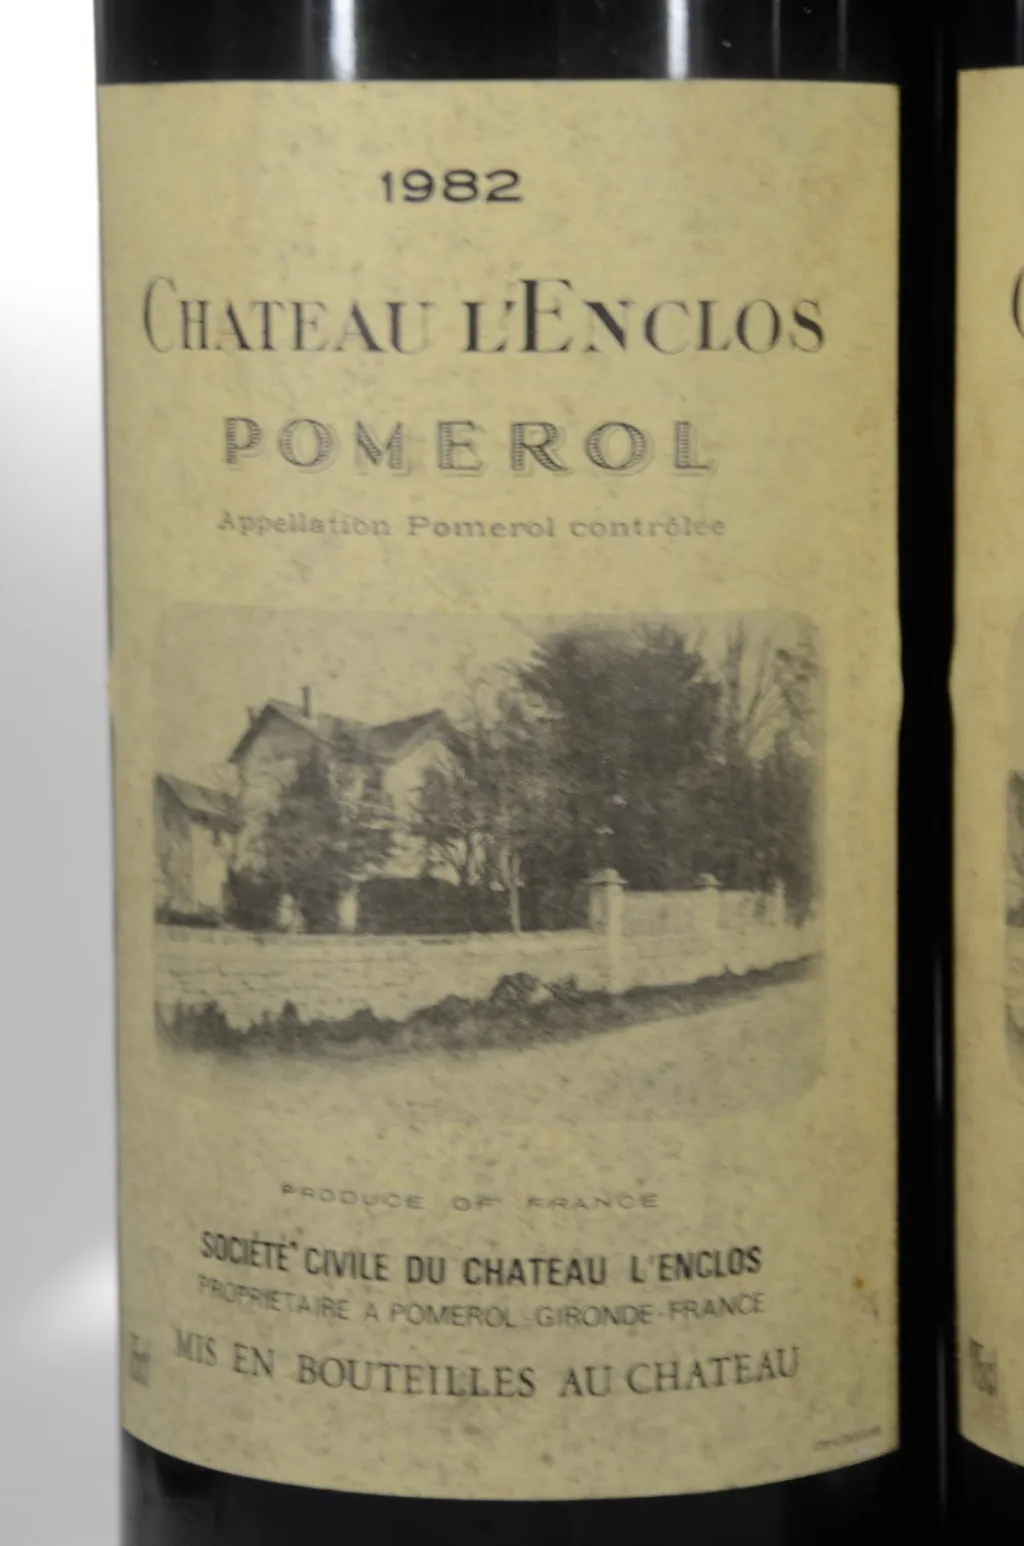 1982
CHATEAU L'ENCLOS
POMEROL
Appellation Pomerol contrôlée
PRODUCE OF FRANCE
SOCIÉTÉ CIVILE DU CHATEAU L'ENCLOS
PROPRIETAIRE A POMEROL-GIRONDE-FRANCE
MIS EN BOUTEILLES AU CHATEAU